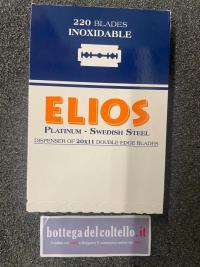 220 BLADES
INOXIDABLE
ELIOS
PLATINUM - SWEDISH STEEL
DISPENSER OF 20X11 DOUBLE EDGE BLADES
bottega del coltello.it